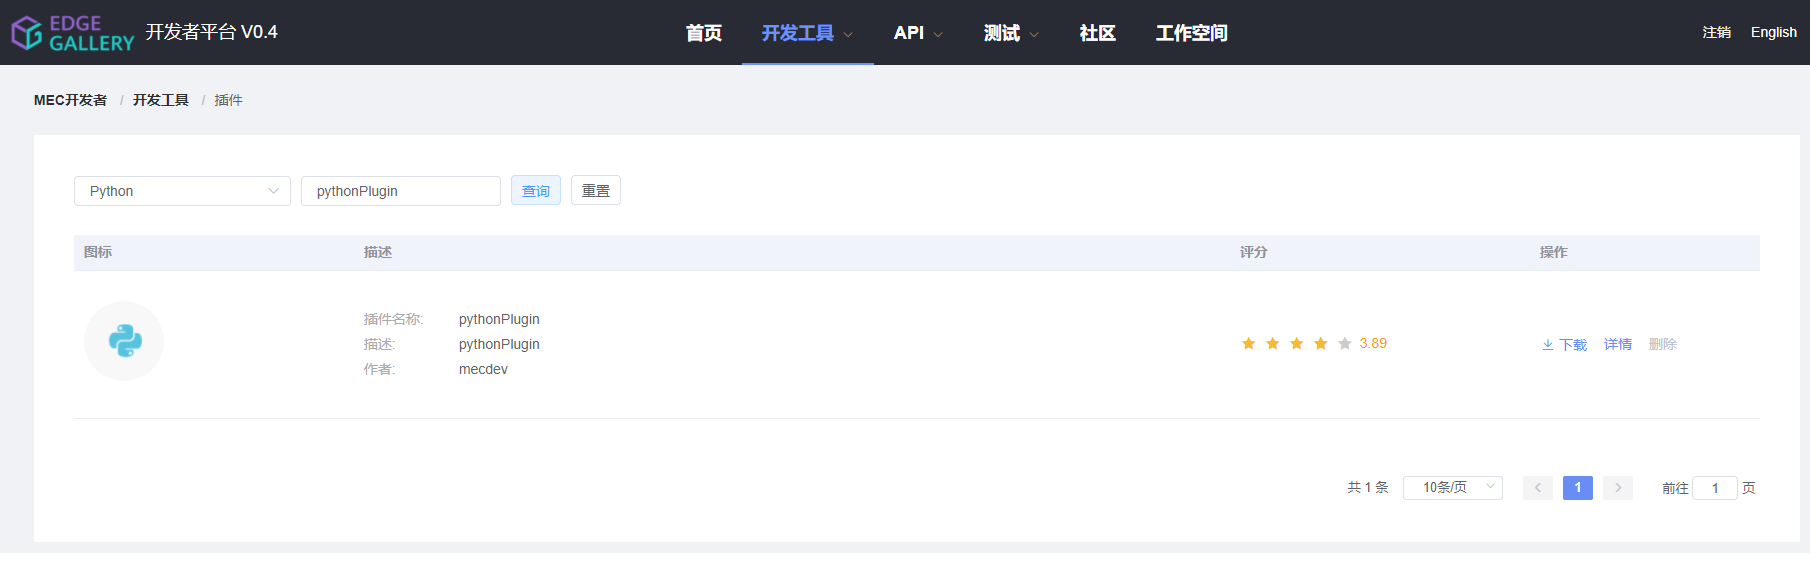 EDGE
GALLERY
开发者平台 V0.4
首页
开发工具
API
测试
社区
工作空间
注销
English
MEC开发者 / 开发工具 / 插件
Python
pythonPlugin
查询
重置
图标
描述
评分
操作
插件名称: pythonPlugin
描述: pythonPlugin
作者: mecdev
3.89
下载
详情
删除
共 1 条
10条/页
1
前往 1 页